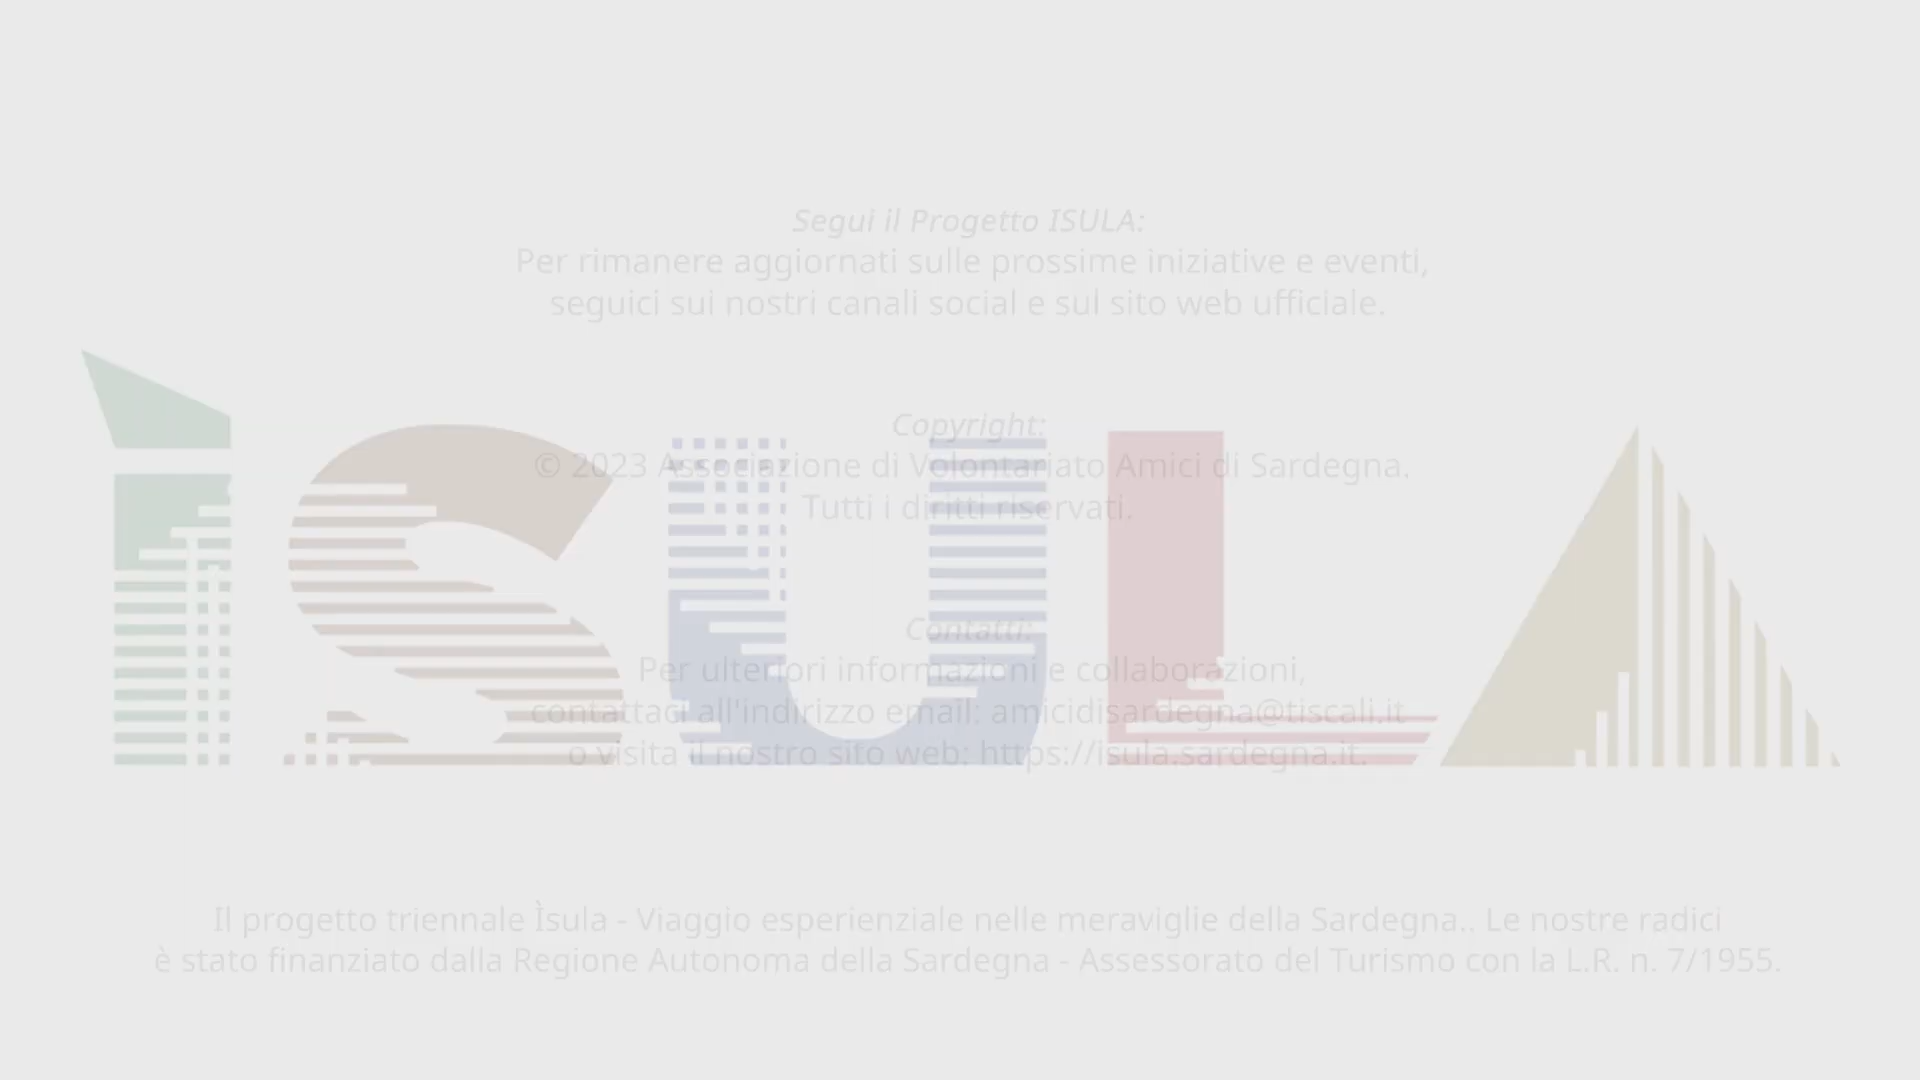 Segui il Progetto ISULA:
Per rimanere aggiornati sulle prossime iniziative e eventi,
seguici sui nostri canali social e sul sito web ufficiale.
ÌSULA
Copyright:
© 2023 Associazione di Volontariato Amici di Sardegna.
Tutti i diritti riservati.
Contatti:
Per ulteriori informazioni e collaborazioni,
contattaci all'indirizzo email: amicidisardegna@tiscali.it
o visita il nostro sito web: https://isula.sardegna.it.
Il progetto triennale Ìsula - Viaggio esperienziale nelle meraviglie della Sardegna.. Le nostre radici
è stato finanziato dalla Regione Autonoma della Sardegna - Assessorato del Turismo con la L.R. n. 7/1955.